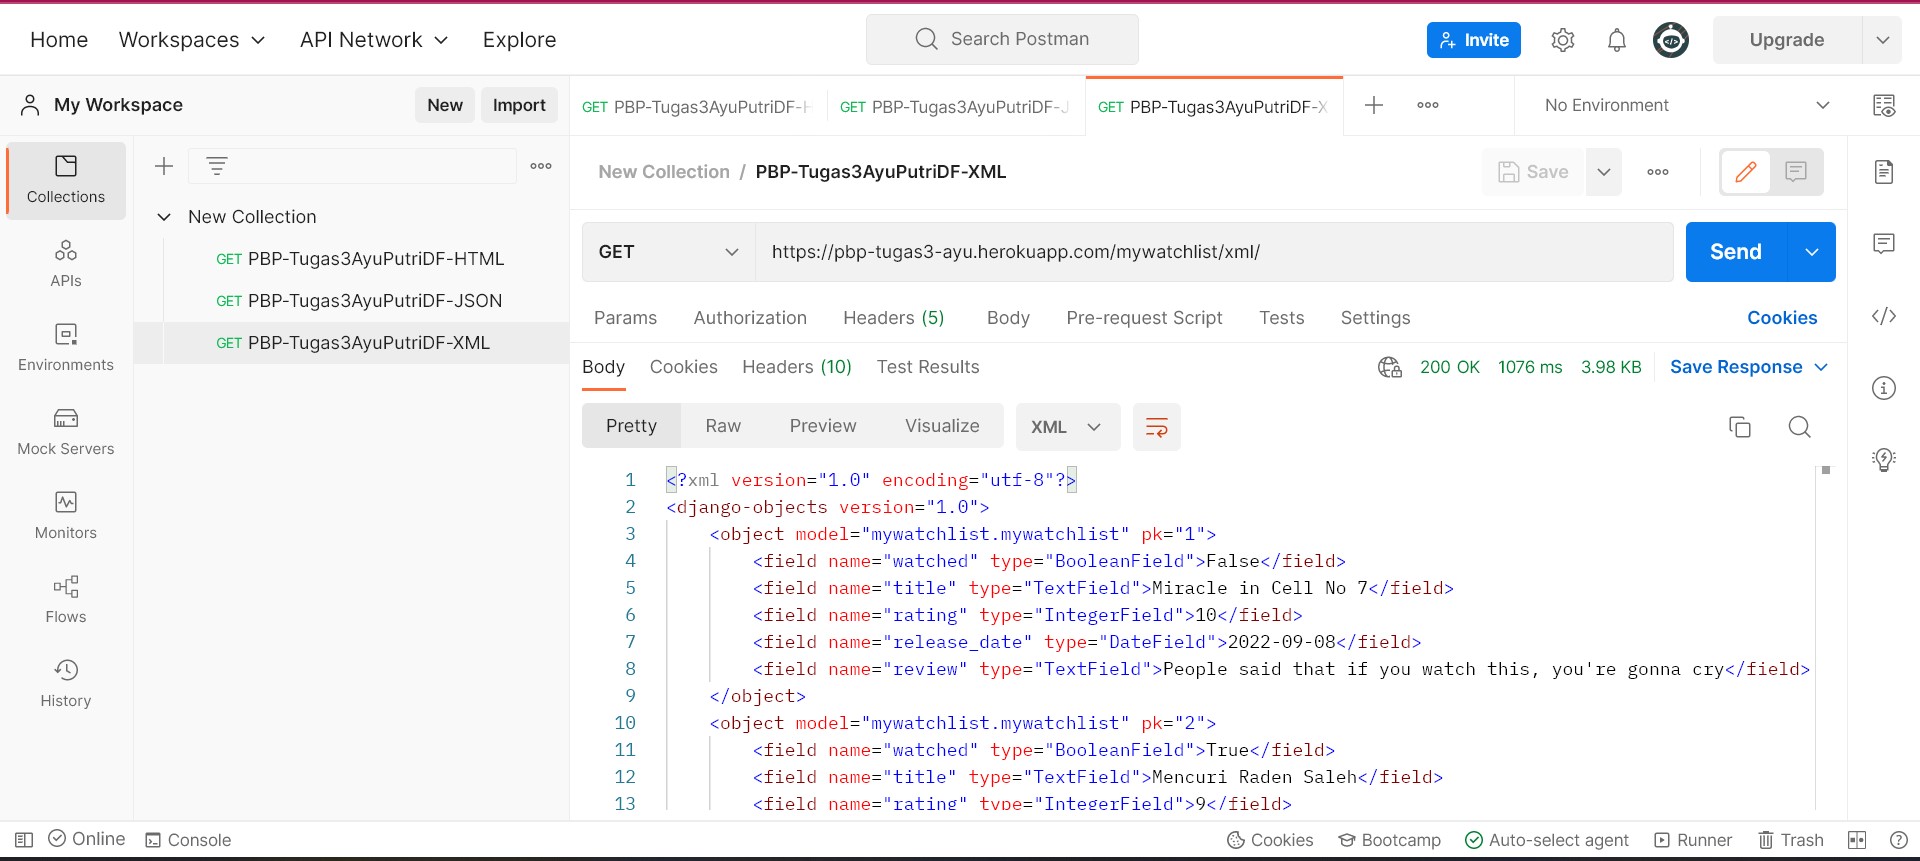 Home Workspaces API Network Explore Search Postman Invite Upgrade
My Workspace New Import GET PBP-Tugas3AyuPutriDF-H GET PBP-Tugas3AyuPutriDF-J GET PBP-Tugas3AyuPutriDF-X No Environment
Collections
APIs
Environments
Mock Servers
Monitors
Flows
History
New Collection
GET PBP-Tugas3AyuPutriDF-HTML
GET PBP-Tugas3AyuPutriDF-JSON
GET PBP-Tugas3AyuPutriDF-XML
New Collection / PBP-Tugas3AyuPutriDF-XML Save
GET https://pbp-tugas3-ayu.herokuapp.com/mywatchlist/xml/ Send
Params Authorization Headers (5) Body Pre-request Script Tests Settings Cookies
Body Cookies Headers (10) Test Results 200 OK 1076 ms 3.98 KB Save Response
Pretty Raw Preview Visualize XML
1 <?xml version="1.0" encoding="utf-8"?>
2 <django-objects version="1.0">
3 <object model="mywatchlist.mywatchlist" pk="1">
4 <field name="watched" type="BooleanField">False</field>
5 <field name="title" type="TextField">Miracle in Cell No 7</field>
6 <field name="rating" type="IntegerField">10</field>
7 <field name="release_date" type="DateField">2022-09-08</field>
8 <field name="review" type="TextField">People said that if you watch this, you're gonna cry</field>
9 </object>
10 <object model="mywatchlist.mywatchlist" pk="2">
11 <field name="watched" type="BooleanField">True</field>
12 <field name="title" type="TextField">Mencuri Raden Saleh</field>
13 <field name="rating" type="IntegerField">9</field>
Online Console Cookies Bootcamp Auto-select agent Runner Trash